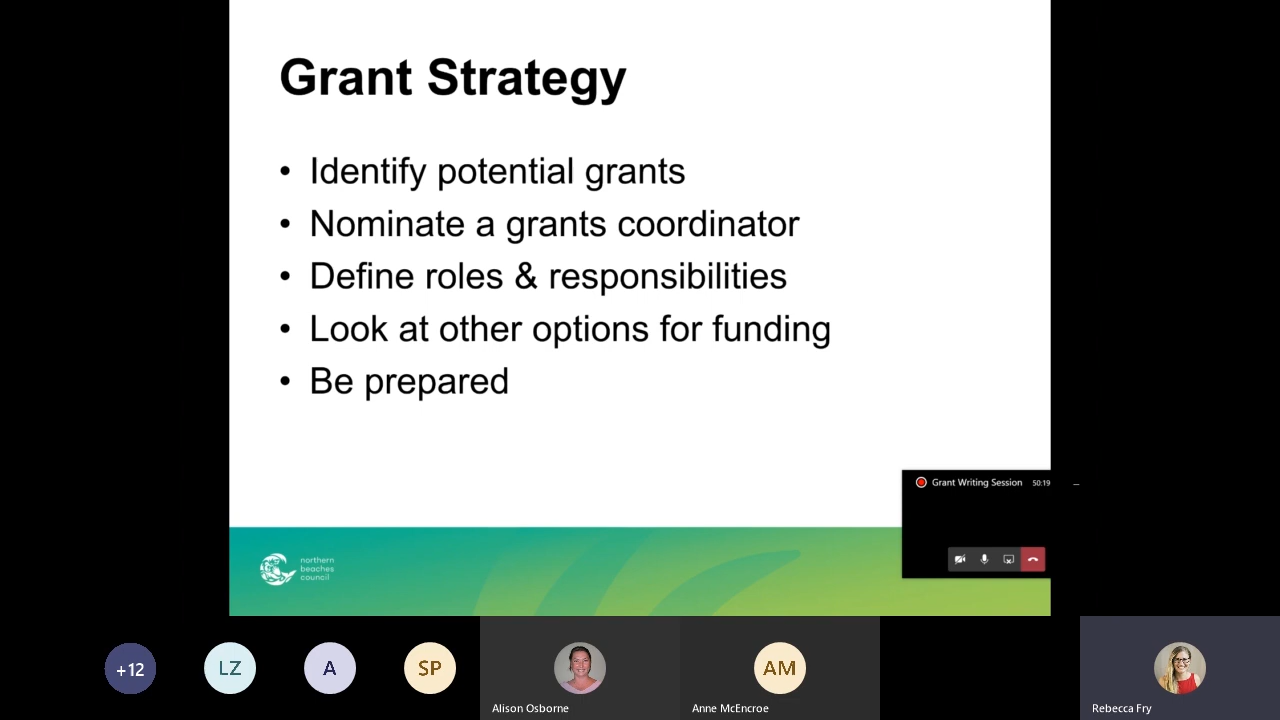 Grant Strategy
• Identify potential grants
• Nominate a grants coordinator
• Define roles & responsibilities
• Look at other options for funding
• Be prepared
Grant Writing Session 50:19
northern
beaches
council
+12
LZ
A
SP
AM
Alison Osborne
Anne McEncroe
Rebecca Fry